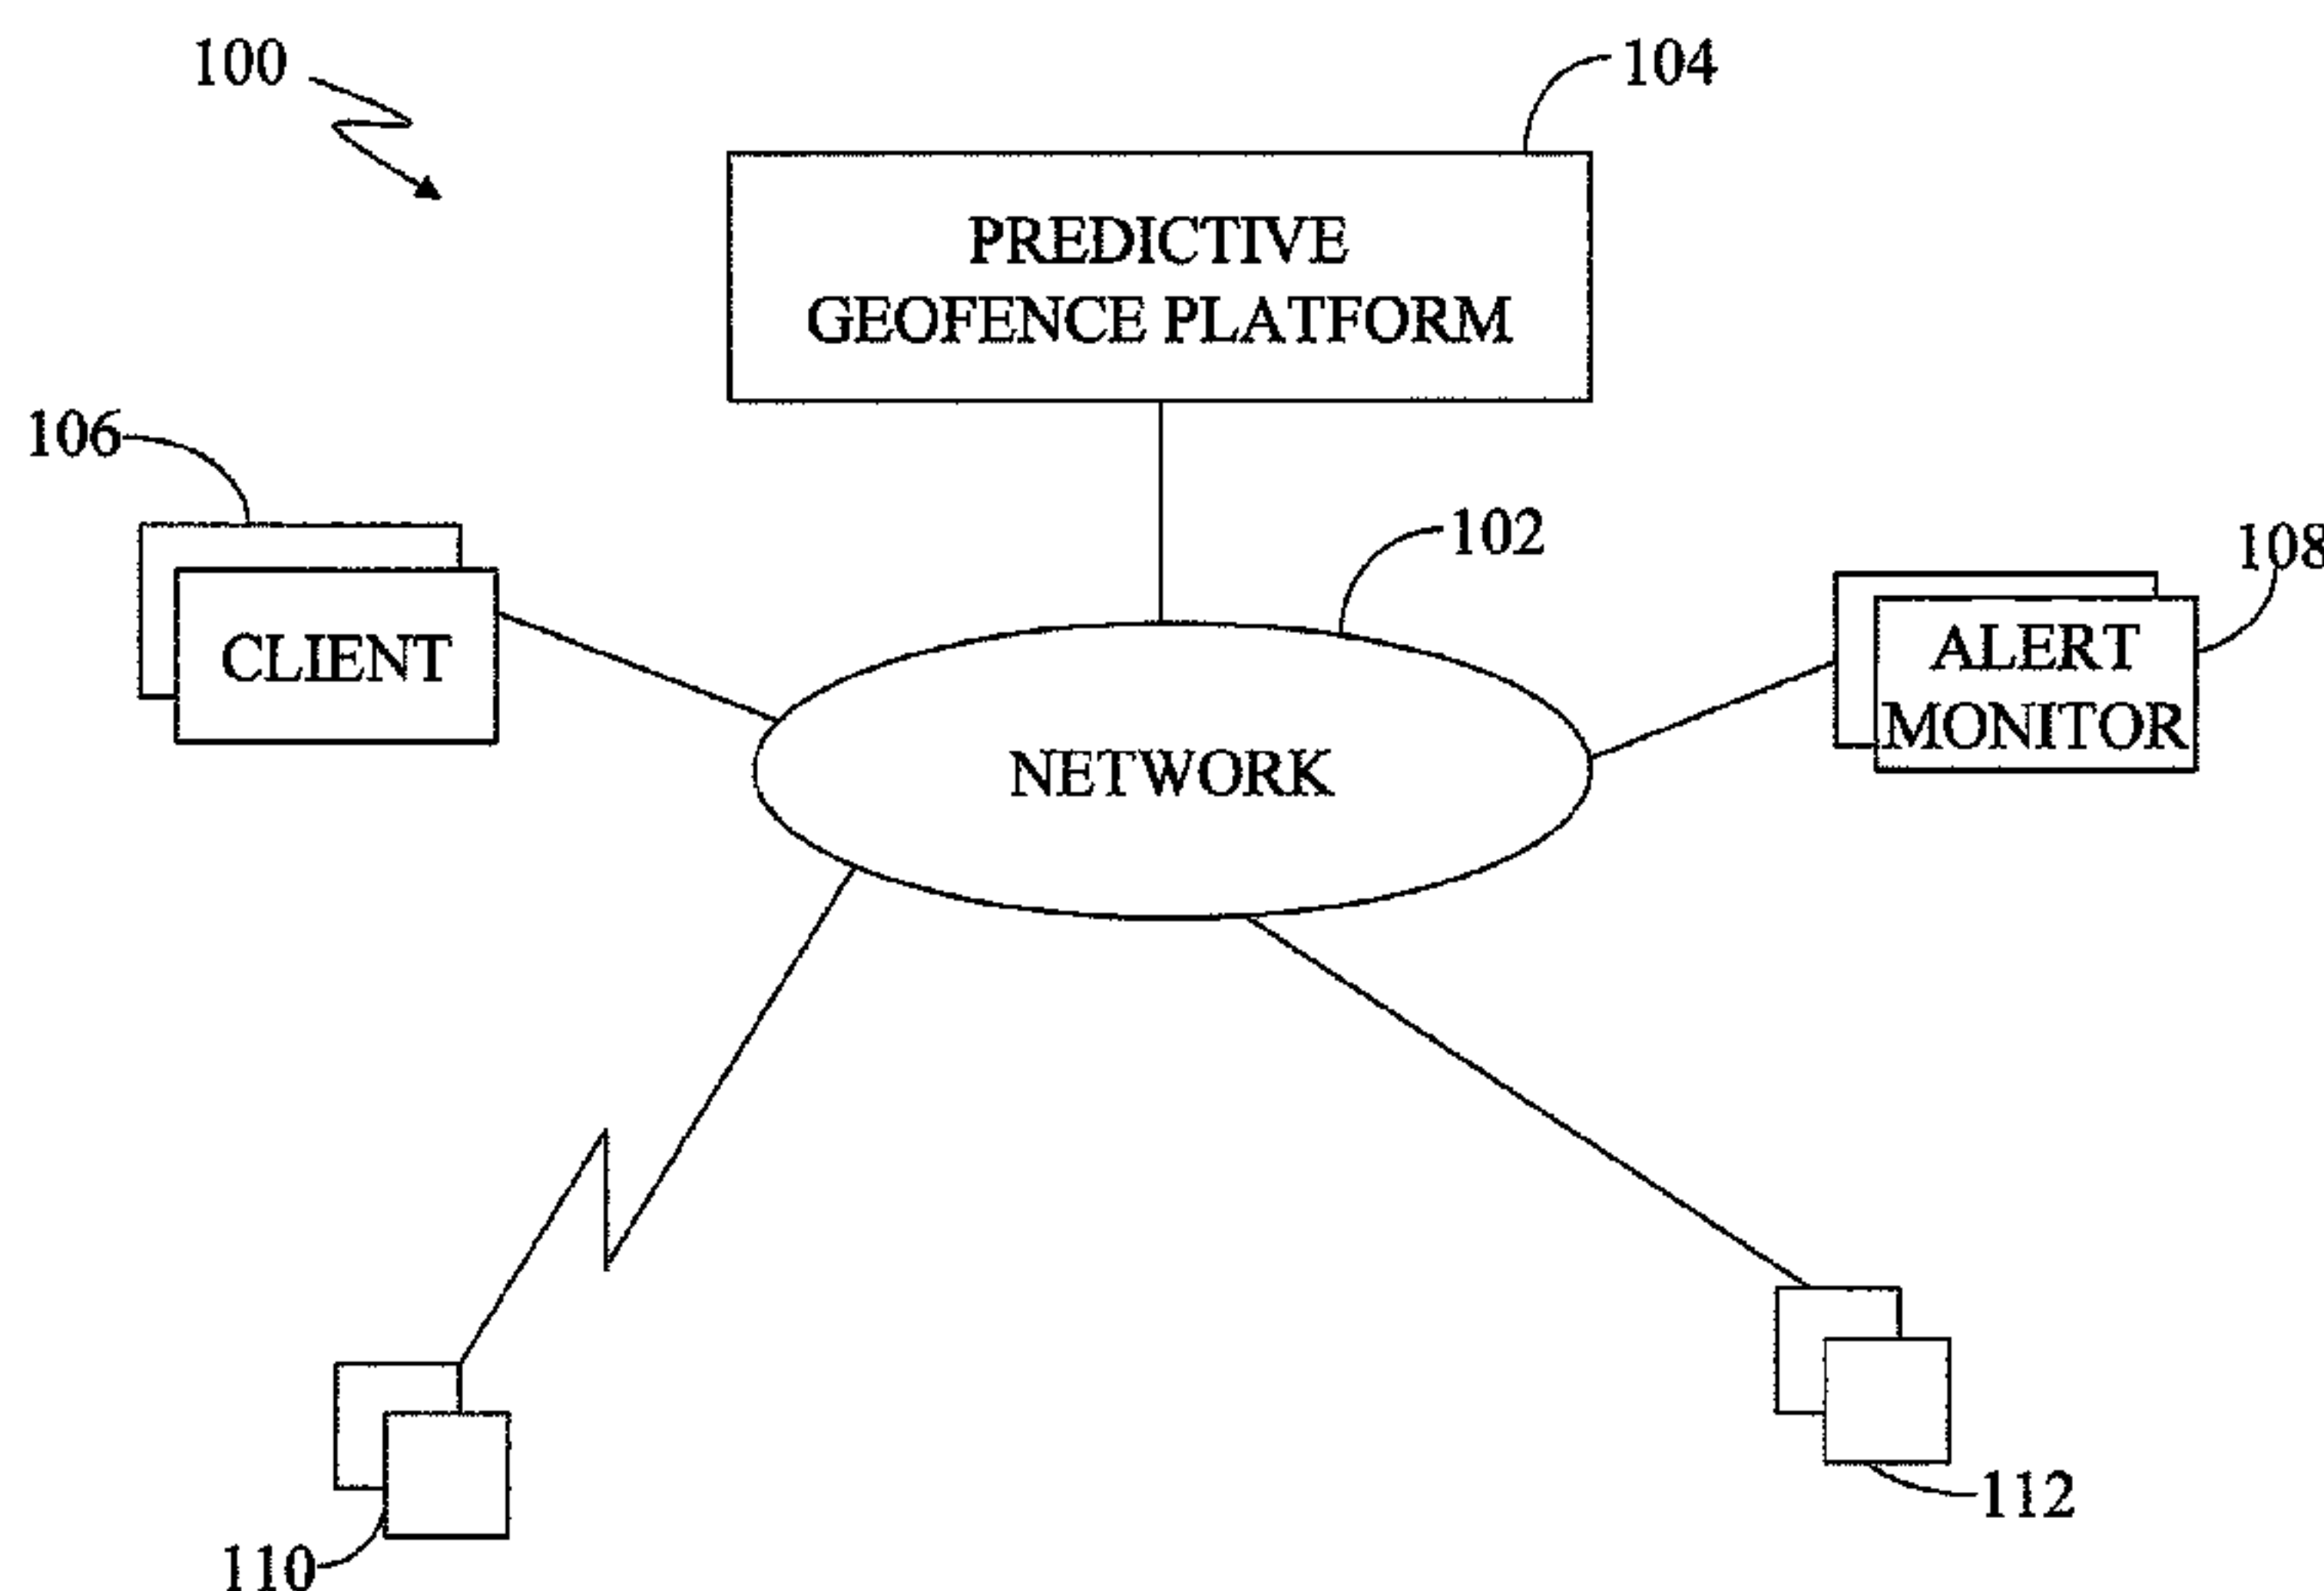 100
104
PREDICTIVE
GEOFENCE PLATFORM
106
102
108
CLIENT
ALERT
MONITOR
NETWORK
112
110